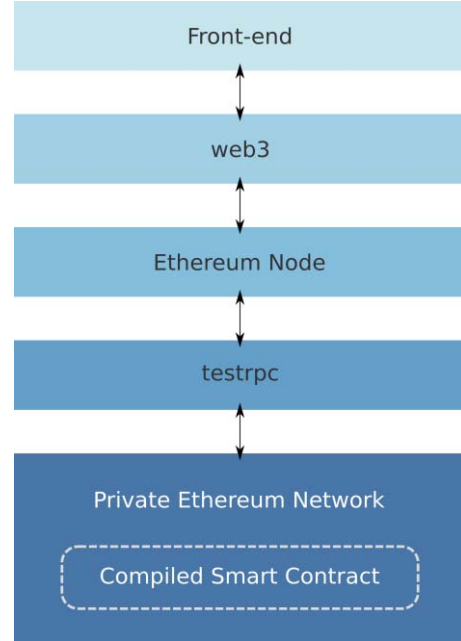 Front-end
web3
Ethereum Node
testrpc
Private Ethereum Network
Compiled Smart Contract